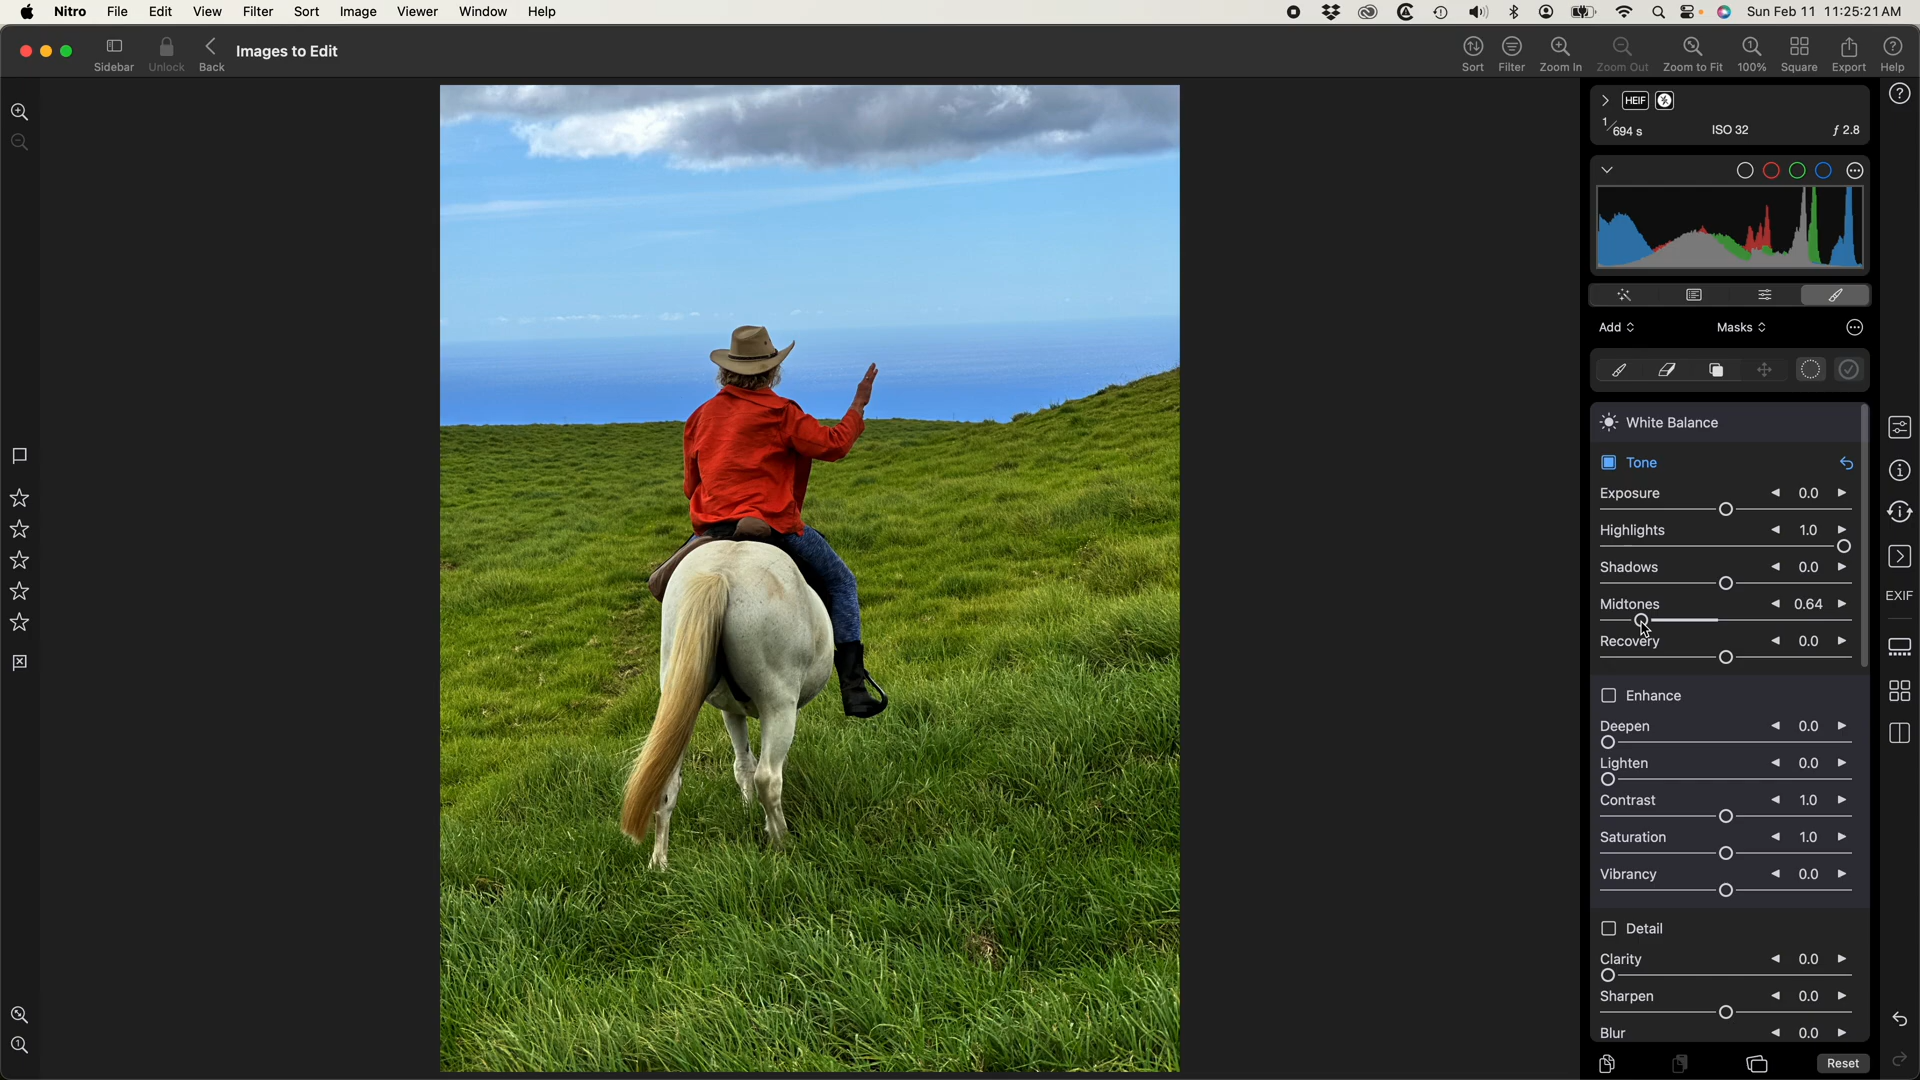 Nitro File Edit View Filter Sort Image Viewer Window Help Sun Feb 11 11:25:21 AM
Sidebar Unlock Back Images to Edit Sort Filter Zoom In Zoom Out Zoom to Fit 100% Square Export Help
HEIF
1/694 s ISO 32 ƒ 2.8
Add Masks
White Balance
Tone
Exposure 0.0
Highlights 1.0
Shadows 0.0
Midtones 0.64
Recovery 0.0
EXIF
Enhance
Deepen 0.0
Lighten 0.0
Contrast 1.0
Saturation 1.0
Vibrancy 0.0
Detail
Clarity 0.0
Sharpen 0.0
Blur 0.0
Reset